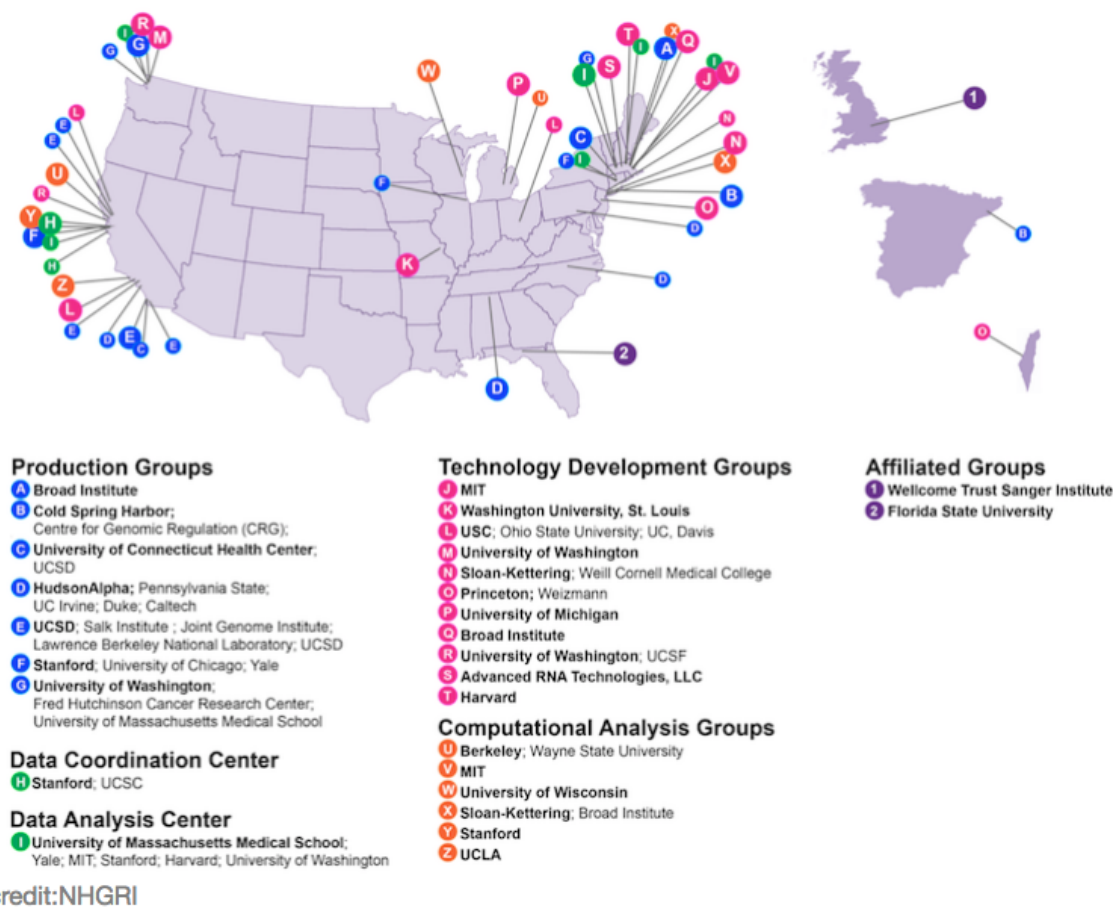 R
I
M
G
G
T
X
Q
I
A
G
S
I
I
V
J
W
P
U
L
1
L
E
E
N
C
N
F
I
X
U
F
R
B
O
Y
H
F
I
D
B
H
K
Z
D
L
E
D
E
C
E
O
2
D
Production Groups
A Broad Institute
B Cold Spring Harbor;
Centre for Genomic Regulation (CRG);
C University of Connecticut Health Center;
UCSD
D HudsonAlpha; Pennsylvania State;
UC Irvine; Duke; Caltech
E UCSD; Salk Institute ; Joint Genome Institute;
Lawrence Berkeley National Laboratory; UCSD
F Stanford; University of Chicago; Yale
G University of Washington;
Fred Hutchinson Cancer Research Center;
University of Massachusetts Medical School
Data Coordination Center
H Stanford; UCSC
Data Analysis Center
I University of Massachusetts Medical School;
Yale; MIT; Stanford; Harvard; University of Washington
Technology Development Groups
J MIT
K Washington University, St. Louis
L USC; Ohio State University; UC, Davis
M University of Washington
N Sloan-Kettering; Weill Cornell Medical College
O Princeton; Weizmann
P University of Michigan
Q Broad Institute
R University of Washington; UCSF
S Advanced RNA Technologies, LLC
T Harvard
Computational Analysis Groups
U Berkeley; Wayne State University
V MIT
W University of Wisconsin
X Sloan-Kettering; Broad Institute
Y Stanford
Z UCLA
Affiliated Groups
1 Wellcome Trust Sanger Institute
2 Florida State University
credit:NHGRI